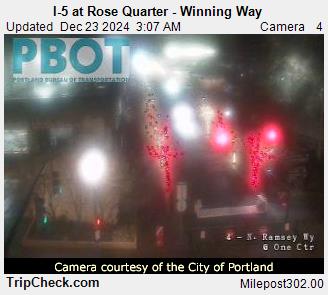 I-5 at Rose Quarter - Winning Way
Updated Dec 23 2024 3:07 AM Camera 4
PBOT
PORTLAND BUREAU OF TRANSPORTATION
4 - N. Ramsey Wy
@ One Ctr
Camera courtesy of the City of Portland
TripCheck.com Milepost302.00